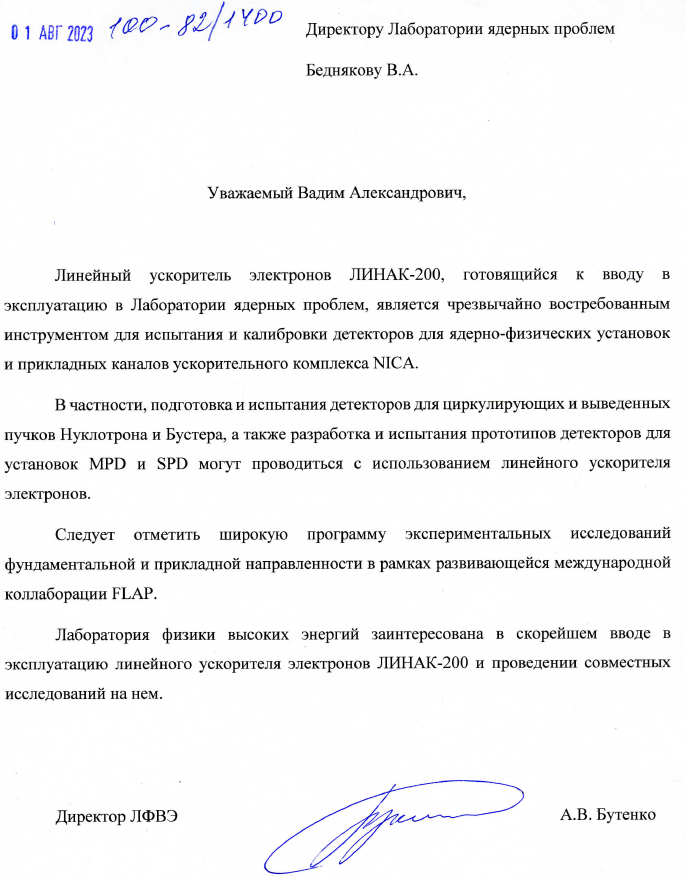 01 АВГ 2023 100-82/1400
Директору Лаборатории ядерных проблем
Беднякову В.А.
Уважаемый Вадим Александрович,
Линейный ускоритель электронов ЛИНАК-200, готовящийся к вводу в
эксплуатацию в Лаборатории ядерных проблем, является чрезвычайно востребованным
инструментом для испытания и калибровки детекторов для ядерно-физических установок
и прикладных каналов ускорительного комплекса NICA.
В частности, подготовка и испытания детекторов для циркулирующих и выведенных
пучков Нуклотрона и Бустера, а также разработка и испытания прототипов детекторов для
установок MPD и SPD могут проводиться с использованием линейного ускорителя
электронов.
Следует отметить широкую программу экспериментальных исследований
фундаментальной и прикладной направленности в рамках развивающейся международной
коллаборации FLAP.
Лаборатория физики высоких энергий заинтересована в скорейшем вводе в
эксплуатацию линейного ускорителя электронов ЛИНАК-200 и проведении совместных
исследований на нем.
Директор ЛФВЭ А.В. Бутенко